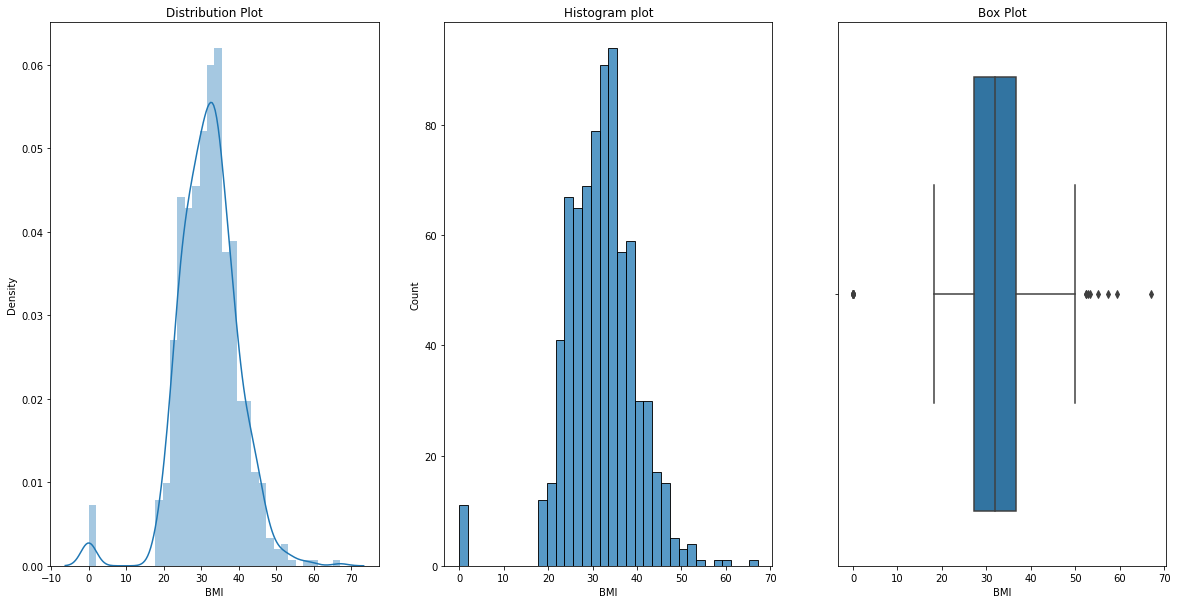 Distribution Plot
0.06
0.05
0.04
0.03
0.02
0.01
0.00
Density
−10 0 10 20 30 40 50 60 70
BMI
Histogram plot
80
60
40
20
0
Count
0 10 20 30 40 50 60 70
BMI
Box Plot
0 10 20 30 40 50 60 70
BMI